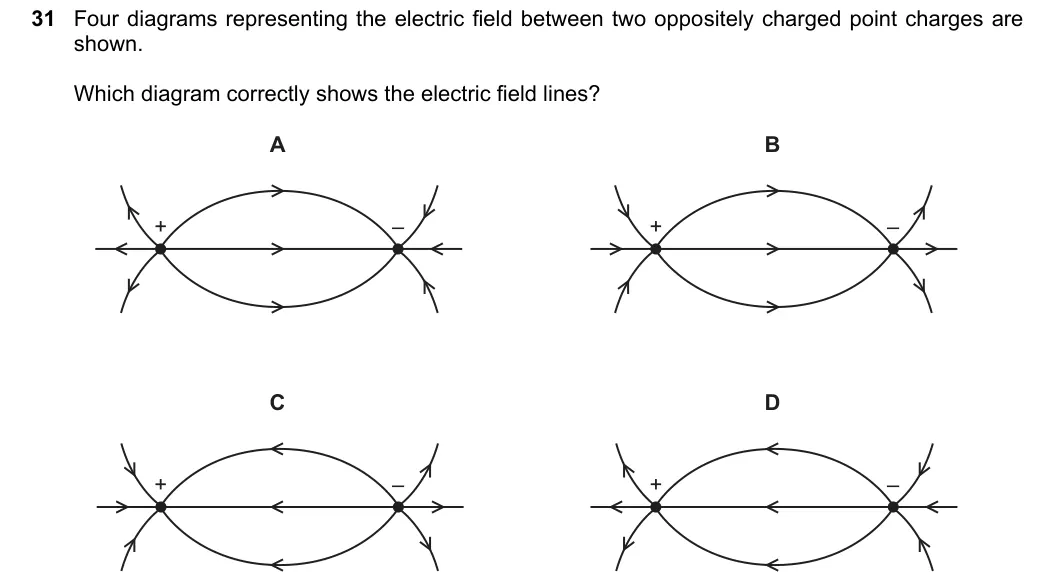 31 Four diagrams representing the electric field between two oppositely charged point charges are
shown.
Which diagram correctly shows the electric field lines?
A
B
+ –
+ –
C
D
+ –
+ –